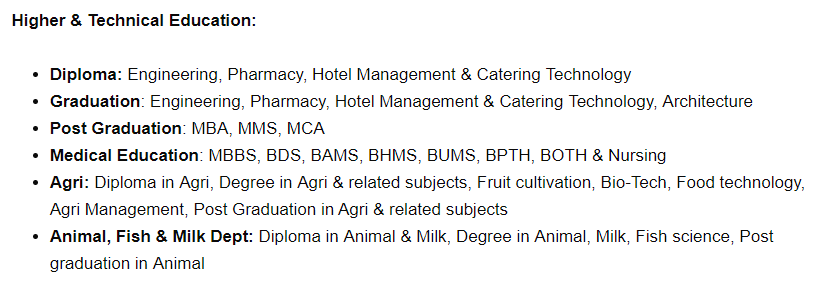 Higher & Technical Education:
• Diploma: Engineering, Pharmacy, Hotel Management & Catering Technology
• Graduation: Engineering, Pharmacy, Hotel Management & Catering Technology, Architecture
• Post Graduation: MBA, MMS, MCA
• Medical Education: MBBS, BDS, BAMS, BHMS, BUMS, BPTH, BOTH & Nursing
• Agri: Diploma in Agri, Degree in Agri & related subjects, Fruit cultivation, Bio-Tech, Food technology,
Agri Management, Post Graduation in Agri & related subjects
• Animal, Fish & Milk Dept: Diploma in Animal & Milk, Degree in Animal, Milk, Fish science, Post
graduation in Animal